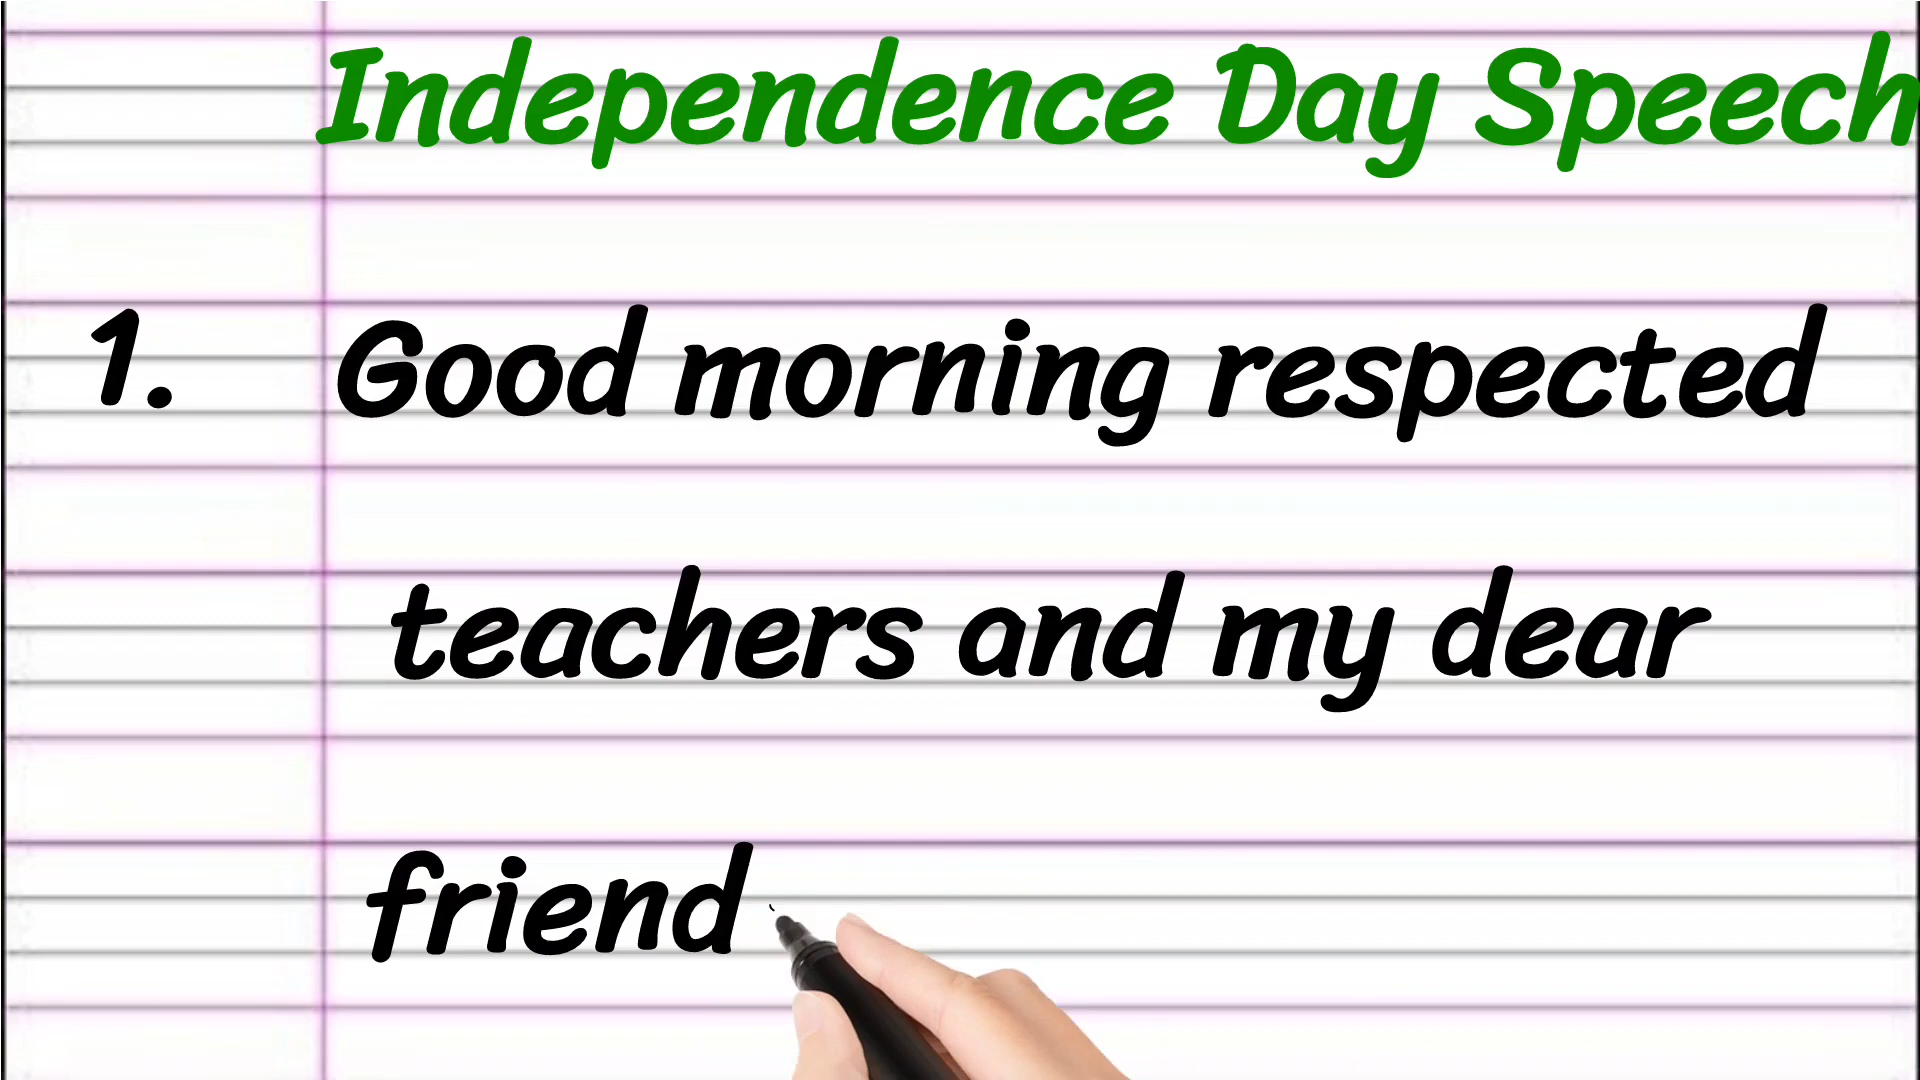 Independence Day Speech
1. Good morning respected
teachers and my dear
friend